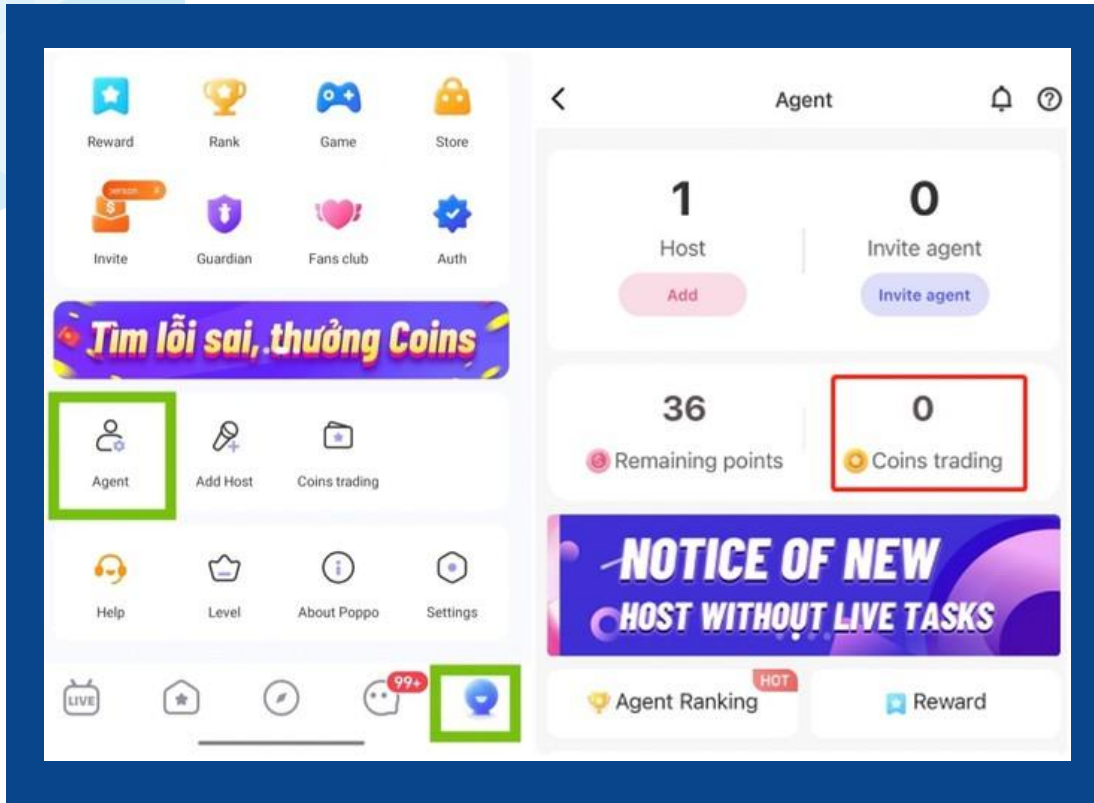 Reward Rank Game Store
person
Invite Guardian Fans club Auth
Tìm lỗi sai, thưởng Coins
Agent Add Host Coins trading
Help Level About Poppo Settings
LIVE
99+
Agent
1 0
Host Invite agent
Add Invite agent
36 0
Remaining points Coins trading
NOTICE OF NEW
HOST WITHOUT LIVE TASKS
HOT
Agent Ranking Reward